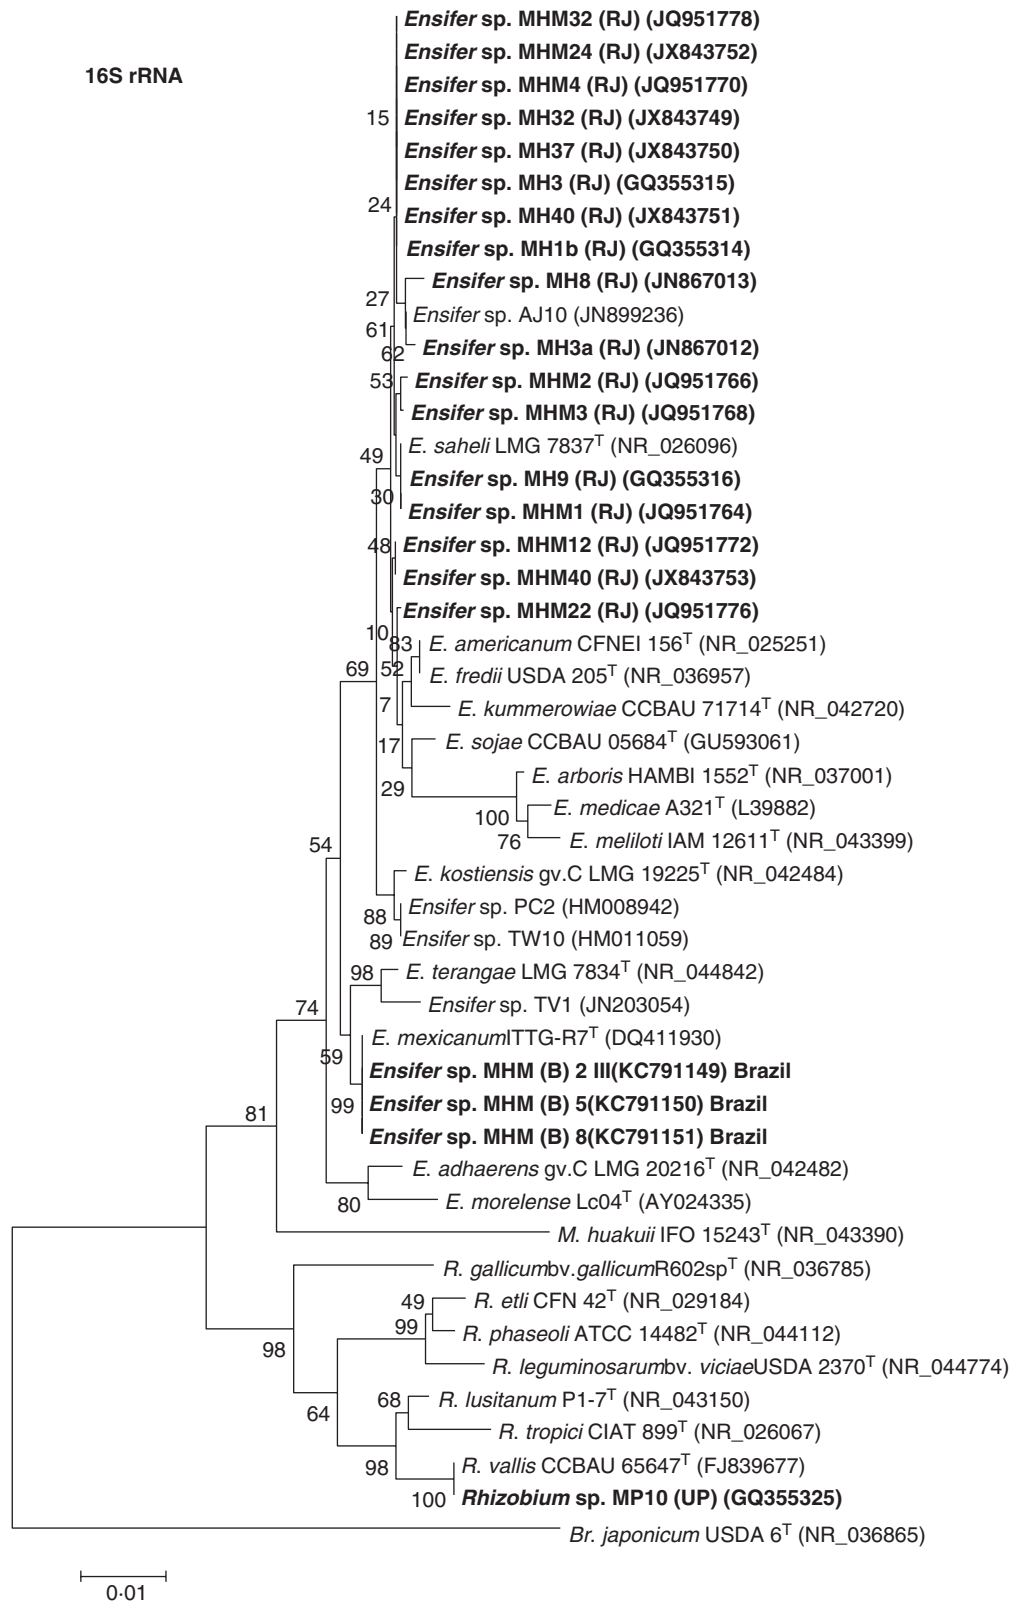 Ensifer sp. MHM32 (RJ) (JQ951778)
Ensifer sp. MHM24 (RJ) (JX843752)
16S rRNA
Ensifer sp. MHM4 (RJ) (JQ951770)
15
Ensifer sp. MH32 (RJ) (JX843749)
Ensifer sp. MH37 (RJ) (JX843750)
Ensifer sp. MH3 (RJ) (GQ355315)
24
Ensifer sp. MH40 (RJ) (JX843751)
Ensifer sp. MH1b (RJ) (GQ355314)
Ensifer sp. MH8 (RJ) (JN867013)
27
Ensifer sp. AJ10 (JN899236)
61
Ensifer sp. MH3a (RJ) (JN867012)
62
53
Ensifer sp. MHM2 (RJ) (JQ951766)
Ensifer sp. MHM3 (RJ) (JQ951768)
E. saheli LMG 7837T (NR_026096)
49
Ensifer sp. MH9 (RJ) (GQ355316)
30
Ensifer sp. MHM1 (RJ) (JQ951764)
48
Ensifer sp. MHM12 (RJ) (JQ951772)
Ensifer sp. MHM40 (RJ) (JX843753)
Ensifer sp. MHM22 (RJ) (JQ951776)
10
83
E. americanum CFNEI 156T (NR_025251)
69
52
E. fredii USDA 205T (NR_036957)
7
E. kummerowiae CCBAU 71714T (NR_042720)
17
E. sojae CCBAU 05684T (GU593061)
E. arboris HAMBI 1552T (NR_037001)
29
E. medicae A321T (L39882)
100
76
E. meliloti IAM 12611T (NR_043399)
54
E. kostiensis gv.C LMG 19225T (NR_042484)
88
Ensifer sp. PC2 (HM008942)
89
Ensifer sp. TW10 (HM011059)
98
E. terangae LMG 7834T (NR_044842)
74
Ensifer sp. TV1 (JN203054)
E. mexicanumITTG-R7T (DQ411930)
59
Ensifer sp. MHM (B) 2 III(KC791149) Brazil
99
Ensifer sp. MHM (B) 5(KC791150) Brazil
81
Ensifer sp. MHM (B) 8(KC791151) Brazil
E. adhaerens gv.C LMG 20216T (NR_042482)
80
E. morelense Lc04T (AY024335)
M. huakuii IFO 15243T (NR_043390)
R. gallicumbv.gallicumR602spT (NR_036785)
49
R. etli CFN 42T (NR_029184)
99
R. phaseoli ATCC 14482T (NR_044112)
98
R. leguminosarumbv. viciaeUSDA 2370T (NR_044774)
68
R. lusitanum P1-7T (NR_043150)
64
R. tropici CIAT 899T (NR_026067)
98
R. vallis CCBAU 65647T (FJ839677)
100
Rhizobium sp. MP10 (UP) (GQ355325)
Br. japonicum USDA 6T (NR_036865)
0·01